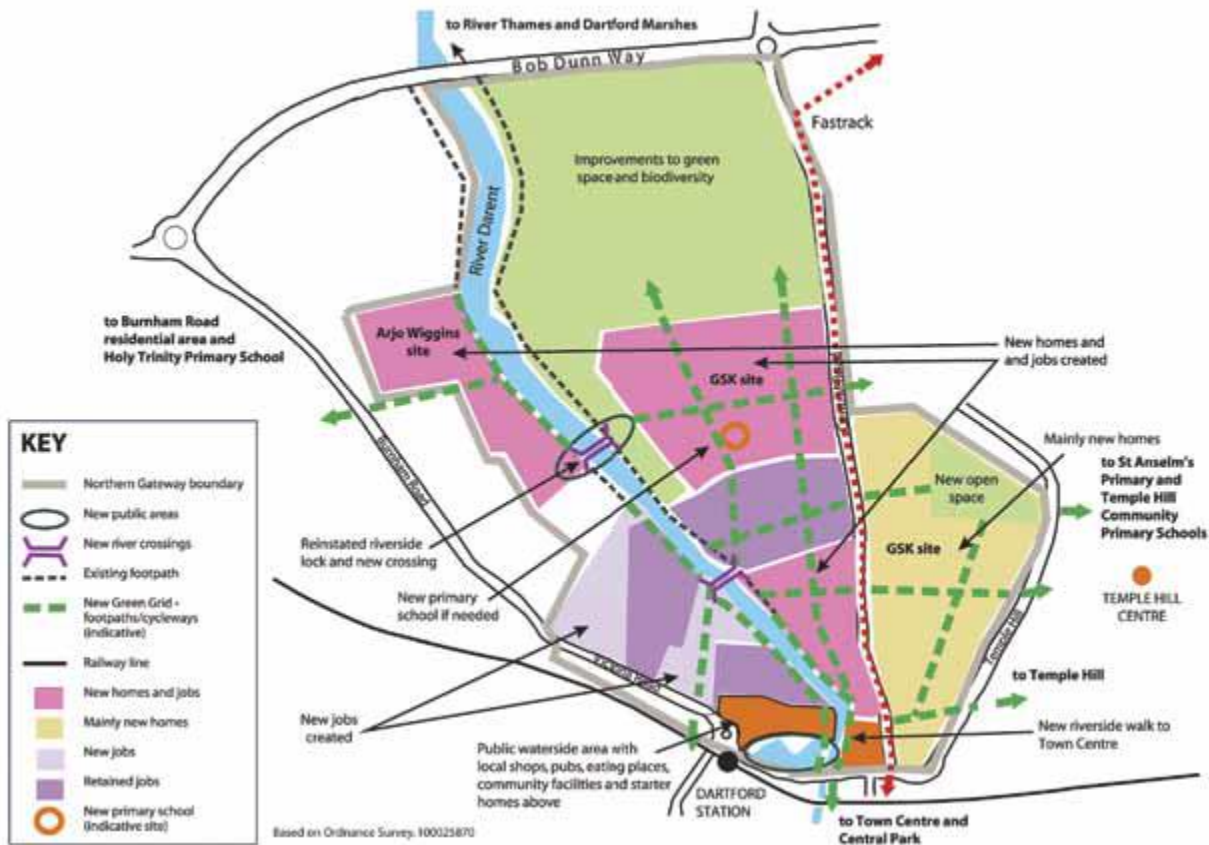 to River Thames and Dartford Marshes
Bob Dunn Way
Fastrack
Improvements to green
space and biodiversity
River Darent
to Burnham Road
residential area and
Holy Trinity Primary School
Arjo Wiggins
site
New homes and
and jobs created
GSK site
Mainly new homes
New open
space
to St Anselm's
Primary and
Temple Hill
Community
Primary Schools
GSK site
Burnham Road
Reinstated riverside
lock and new crossing
New primary
school if needed
TEMPLE HILL
CENTRE
Temple Hill
Victoria Road
to Temple Hill
New jobs
created
Public waterside area with
local shops, pubs, eating places,
community facilities and starter
homes above
New riverside walk to
Town Centre
DARTFORD
STATION
to Town Centre and
Central Park
KEY
Northern Gateway boundary
New public areas
New river crossings
Existing footpath
New Green Grid -
footpaths/cycleways
(indicative)
Railway line
New homes and jobs
Mainly new homes
New jobs
Retained jobs
New primary school
(indicative site)
Based on Ordnance Survey. 100025870